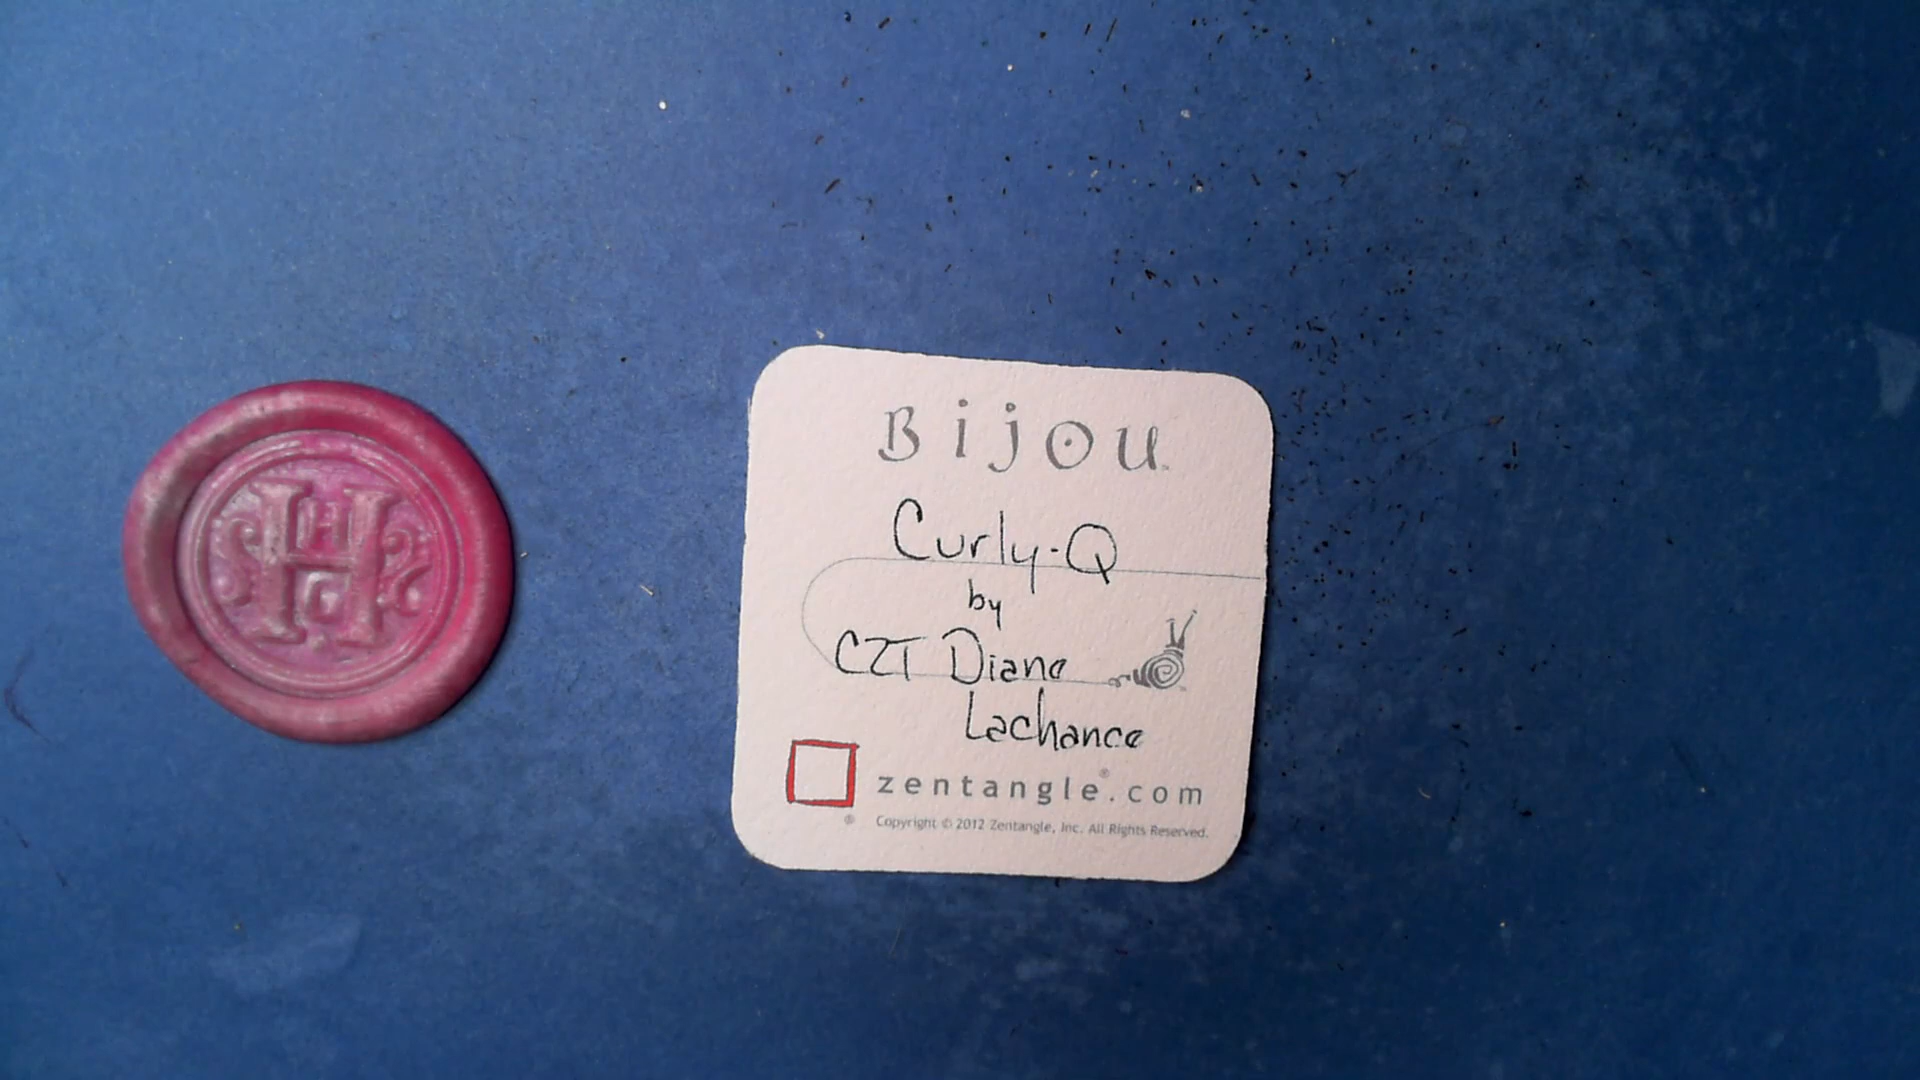 H
Bijou
Curly-Q
by
CZT Diane
Lachance
zentangle®.com
® Copyright © 2012 Zentangle, Inc. All Rights Reserved.